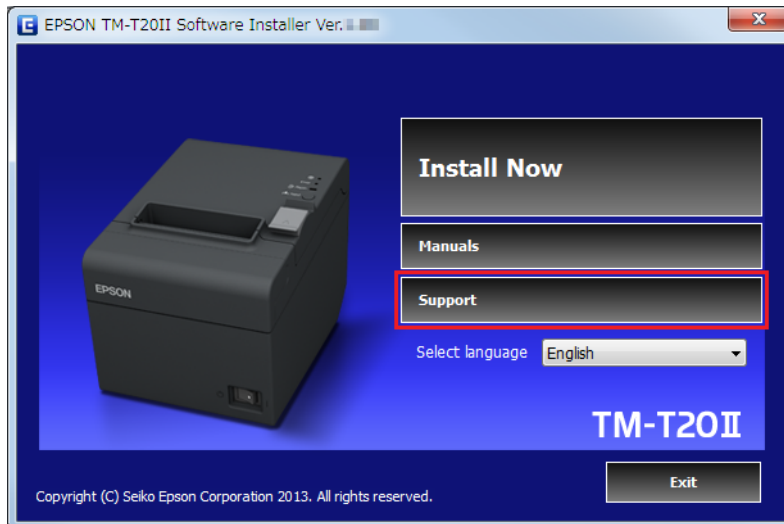 EPSON TM-T20II Software Installer Ver.
Install Now
Manuals
EPSON
Support
Select language English
TM-T20II
Exit
Copyright (C) Seiko Epson Corporation 2013. All rights reserved.